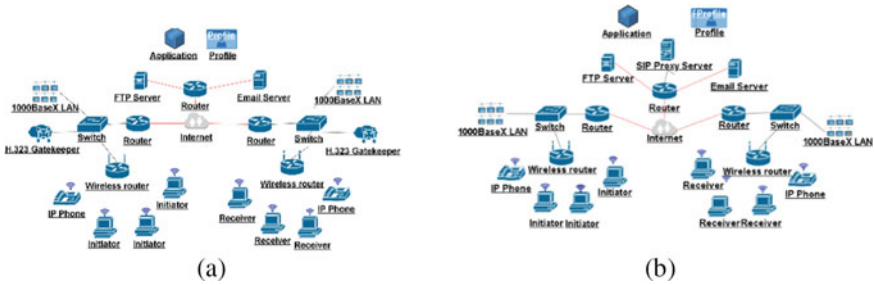 Application
Profile
FTP Server
Router
Email Server
1000BaseX LAN
1000BaseX LAN
H.323 Gatekeeper
Switch
Router
Internet
Router
Switch
H.323 Gatekeeper
Wireless router
Wireless router
IP Phone
Initiator
Receiver
IP Phone
Initiator
Initiator
Receiver
Receiver
(a)
Profile
Application
Profile
SIP Proxy Server
FTP Server
Email Server
Router
1000BaseX LAN
Switch
Router
Internet
Router
Switch
1000BaseX LAN
Wireless router
Wireless router
IP Phone
Initiator
Receiver
IP Phone
Initiator
Initiator
Receiver
Receiver
(b)